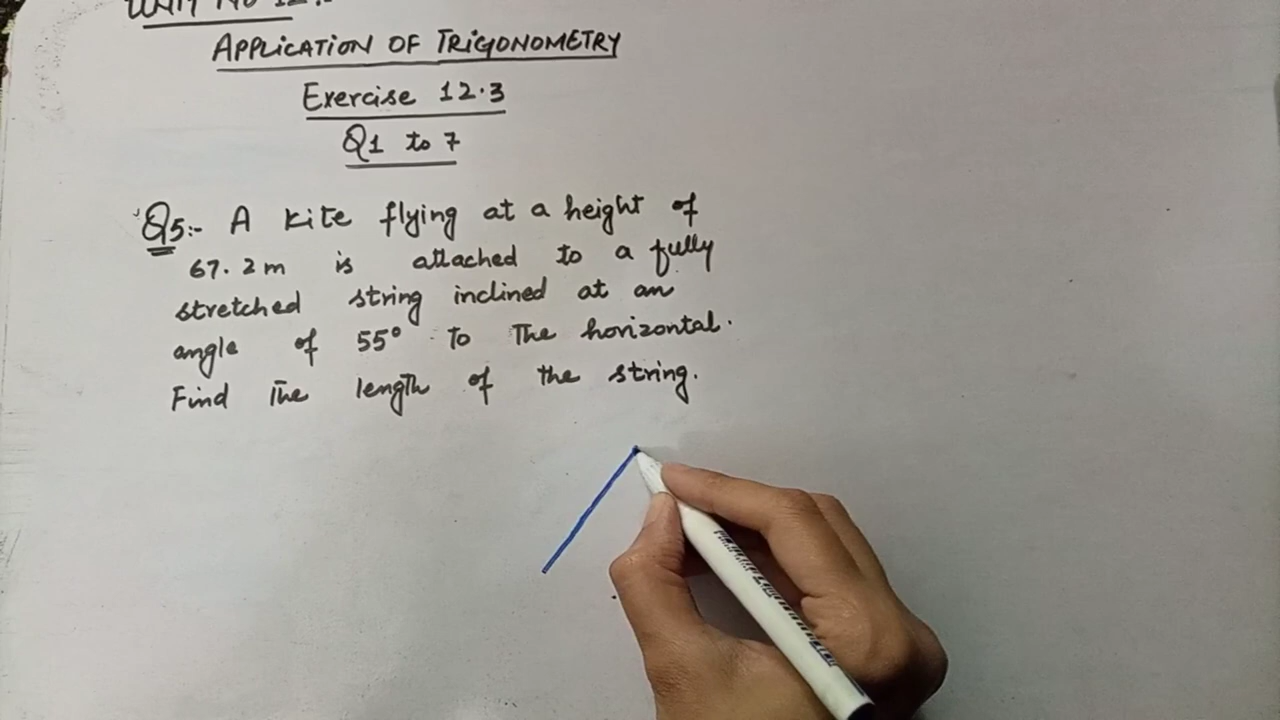 APPLICATION OF TRIGONOMETRY
Exercise 12.3
Q1 to 7
Q5:- A kite flying at a height of
67.2m is attached to a fully
stretched string inclined at an
angle of 55° to The horizontal.
Find The length of the string.